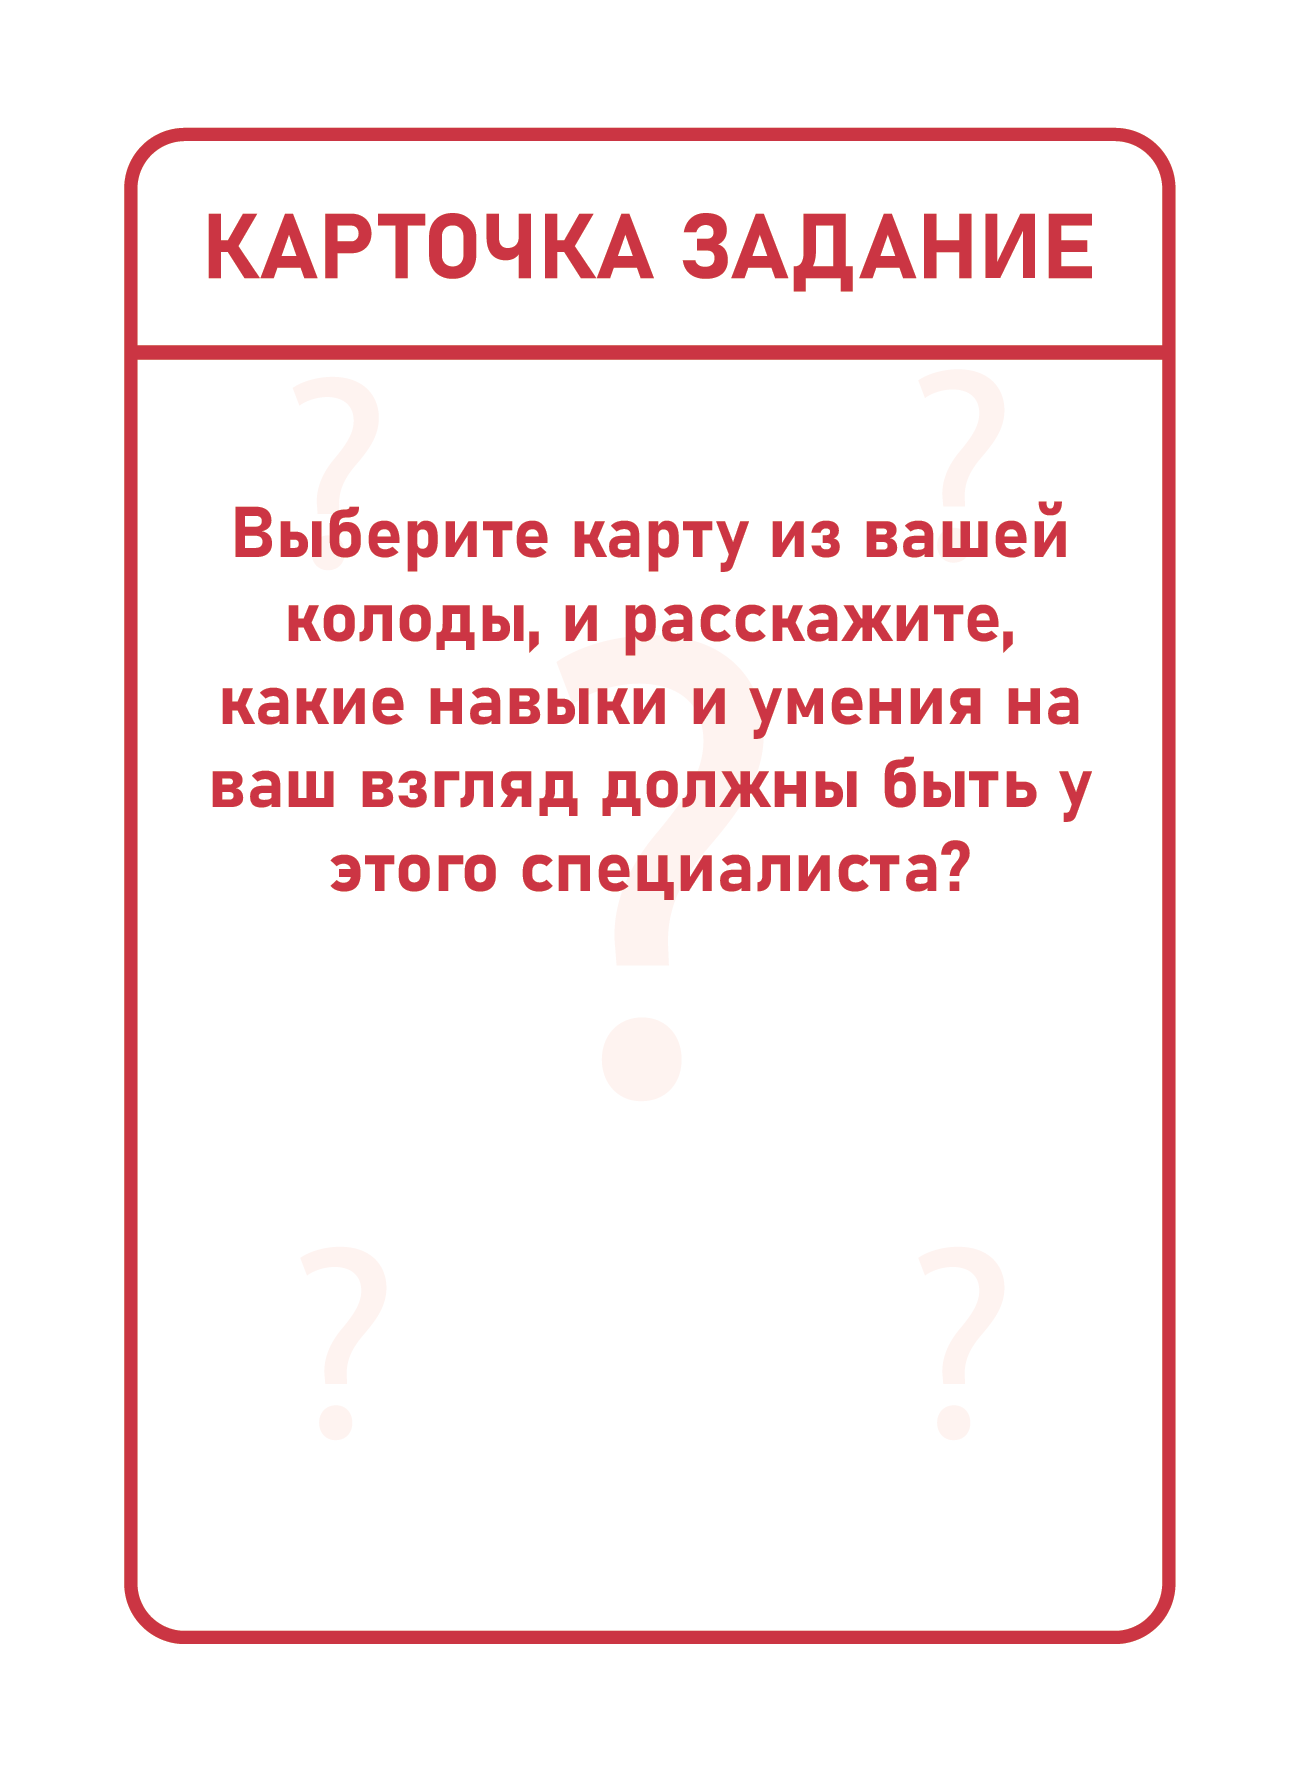 КАРТОЧКА ЗАДАНИЕ
Выберите карту из вашей
колоды, и расскажите,
какие навыки и умения на
ваш взгляд должны быть у
этого специалиста?
?
?
?
?
?